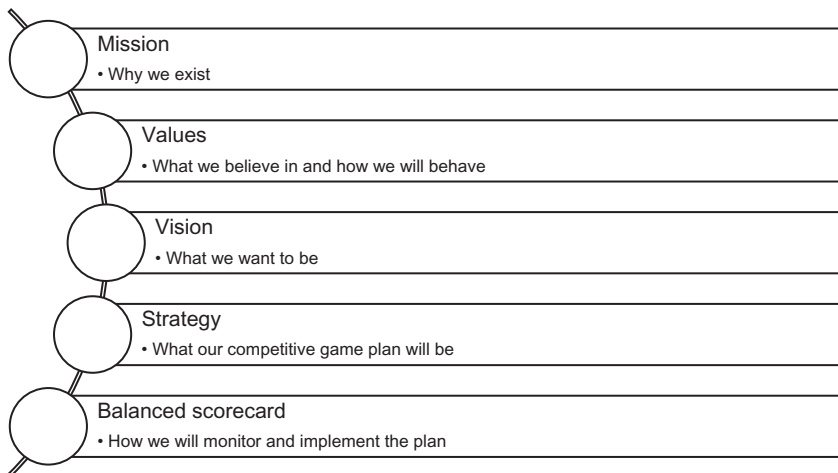 Mission
• Why we exist
Values
• What we believe in and how we will behave
Vision
• What we want to be
Strategy
• What our competitive game plan will be
Balanced scorecard
• How we will monitor and implement the plan